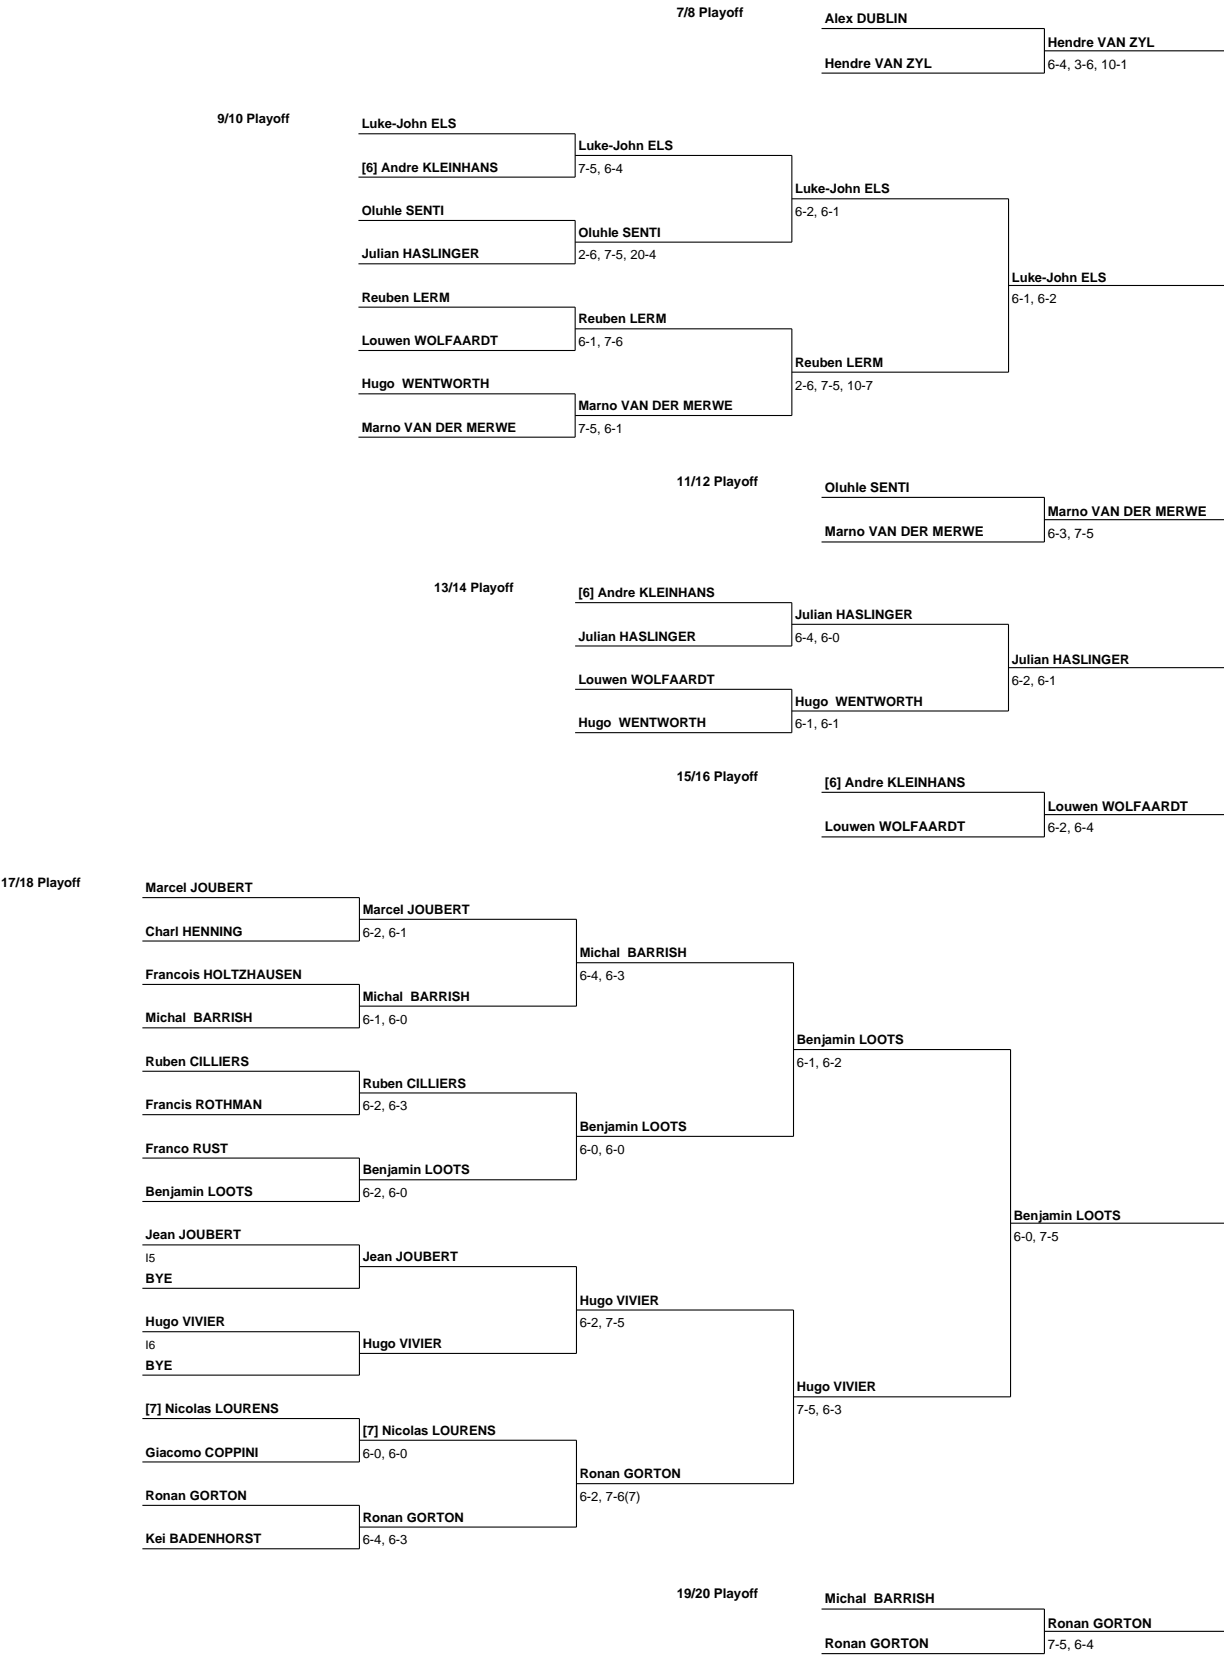 7/8 Playoff
Alex DUBLIN
Hendre VAN ZYL
Hendre VAN ZYL
6-4, 3-6, 10-1
9/10 Playoff
Luke-John ELS
Luke-John ELS
[6] Andre KLEINHANS
7-5, 6-4
Luke-John ELS
Oluhle SENTI
6-2, 6-1
Oluhle SENTI
Julian HASLINGER
2-6, 7-5, 20-4
Luke-John ELS
Reuben LERM
6-1, 6-2
Reuben LERM
Louwen WOLFAARDT
6-1, 7-6
Reuben LERM
Hugo  WENTWORTH
2-6, 7-5, 10-7
Marno VAN DER MERWE
Marno VAN DER MERWE
7-5, 6-1
11/12 Playoff
Oluhle SENTI
Marno VAN DER MERWE
Marno VAN DER MERWE
6-3, 7-5
13/14 Playoff
[6] Andre KLEINHANS
Julian HASLINGER
Julian HASLINGER
6-4, 6-0
Julian HASLINGER
Louwen WOLFAARDT
6-2, 6-1
Hugo  WENTWORTH
Hugo  WENTWORTH
6-1, 6-1
15/16 Playoff
[6] Andre KLEINHANS
Louwen WOLFAARDT
Louwen WOLFAARDT
6-2, 6-4
17/18 Playoff
Marcel JOUBERT
Marcel JOUBERT
Charl HENNING
6-2, 6-1
Michal  BARRISH
Francois HOLTZHAUSEN
6-4, 6-3
Michal  BARRISH
Michal  BARRISH
6-1, 6-0
Benjamin LOOTS
Ruben CILLIERS
6-1, 6-2
Ruben CILLIERS
Francis ROTHMAN
6-2, 6-3
Benjamin LOOTS
Franco RUST
6-0, 6-0
Benjamin LOOTS
Benjamin LOOTS
6-2, 6-0
Benjamin LOOTS
Jean JOUBERT
6-0, 7-5
I5
Jean JOUBERT
BYE
Hugo VIVIER
Hugo VIVIER
6-2, 7-5
I6
Hugo VIVIER
BYE
Hugo VIVIER
[7] Nicolas LOURENS
7-5, 6-3
[7] Nicolas LOURENS
Giacomo COPPINI
6-0, 6-0
Ronan GORTON
Ronan GORTON
6-2, 7-6(7)
Ronan GORTON
Kei BADENHORST
6-4, 6-3
19/20 Playoff
Michal  BARRISH
Ronan GORTON
Ronan GORTON
7-5, 6-4